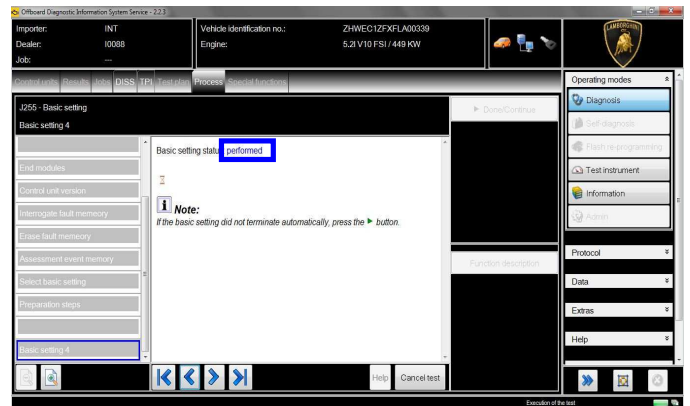 Offboard Diagnostic Information System Service - 2.2.3
Importer: INT
Dealer: I0088
Job: ---
Vehicle identification no.: ZHWEC1ZFXFLA00339
Engine: 5.2l V10 FSI / 449 KW
LAMBORGHINI
Control units Results Jobs DISS TPI Test plan Process Special functions
J255 - Basic setting
Basic setting 4
End modules
Control unit version
Interrogate fault memeory
Erase fault memeory
Assessment event memory
Select basic setting
Preparation steps
Basic setting 4
Basic setting statu performed
i Note:
If the basic setting did not terminate automatically, press the ► button.
Help Cancel test
► Done/Continue
Function description
Operating modes
Diagnosis
Self-diagnosis
Flash re-programming
Test instrument
Information
Admin
Protocol
Data
Extras
Help
Execution of the test